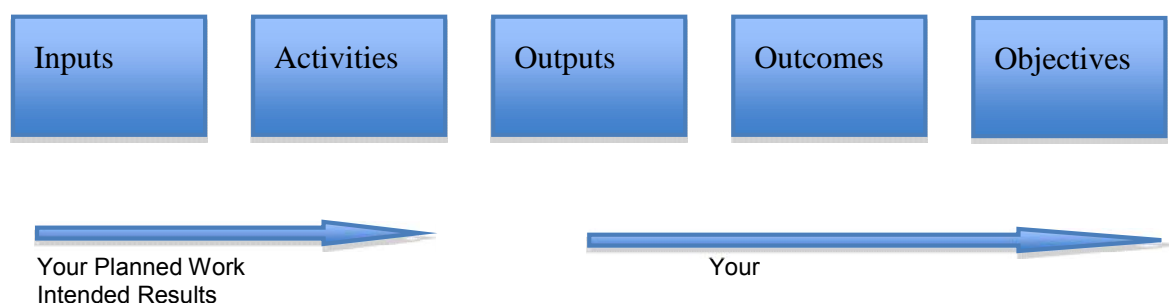 Inputs
Activities
Outputs
Outcomes
Objectives
Your Planned Work
Your
Intended Results